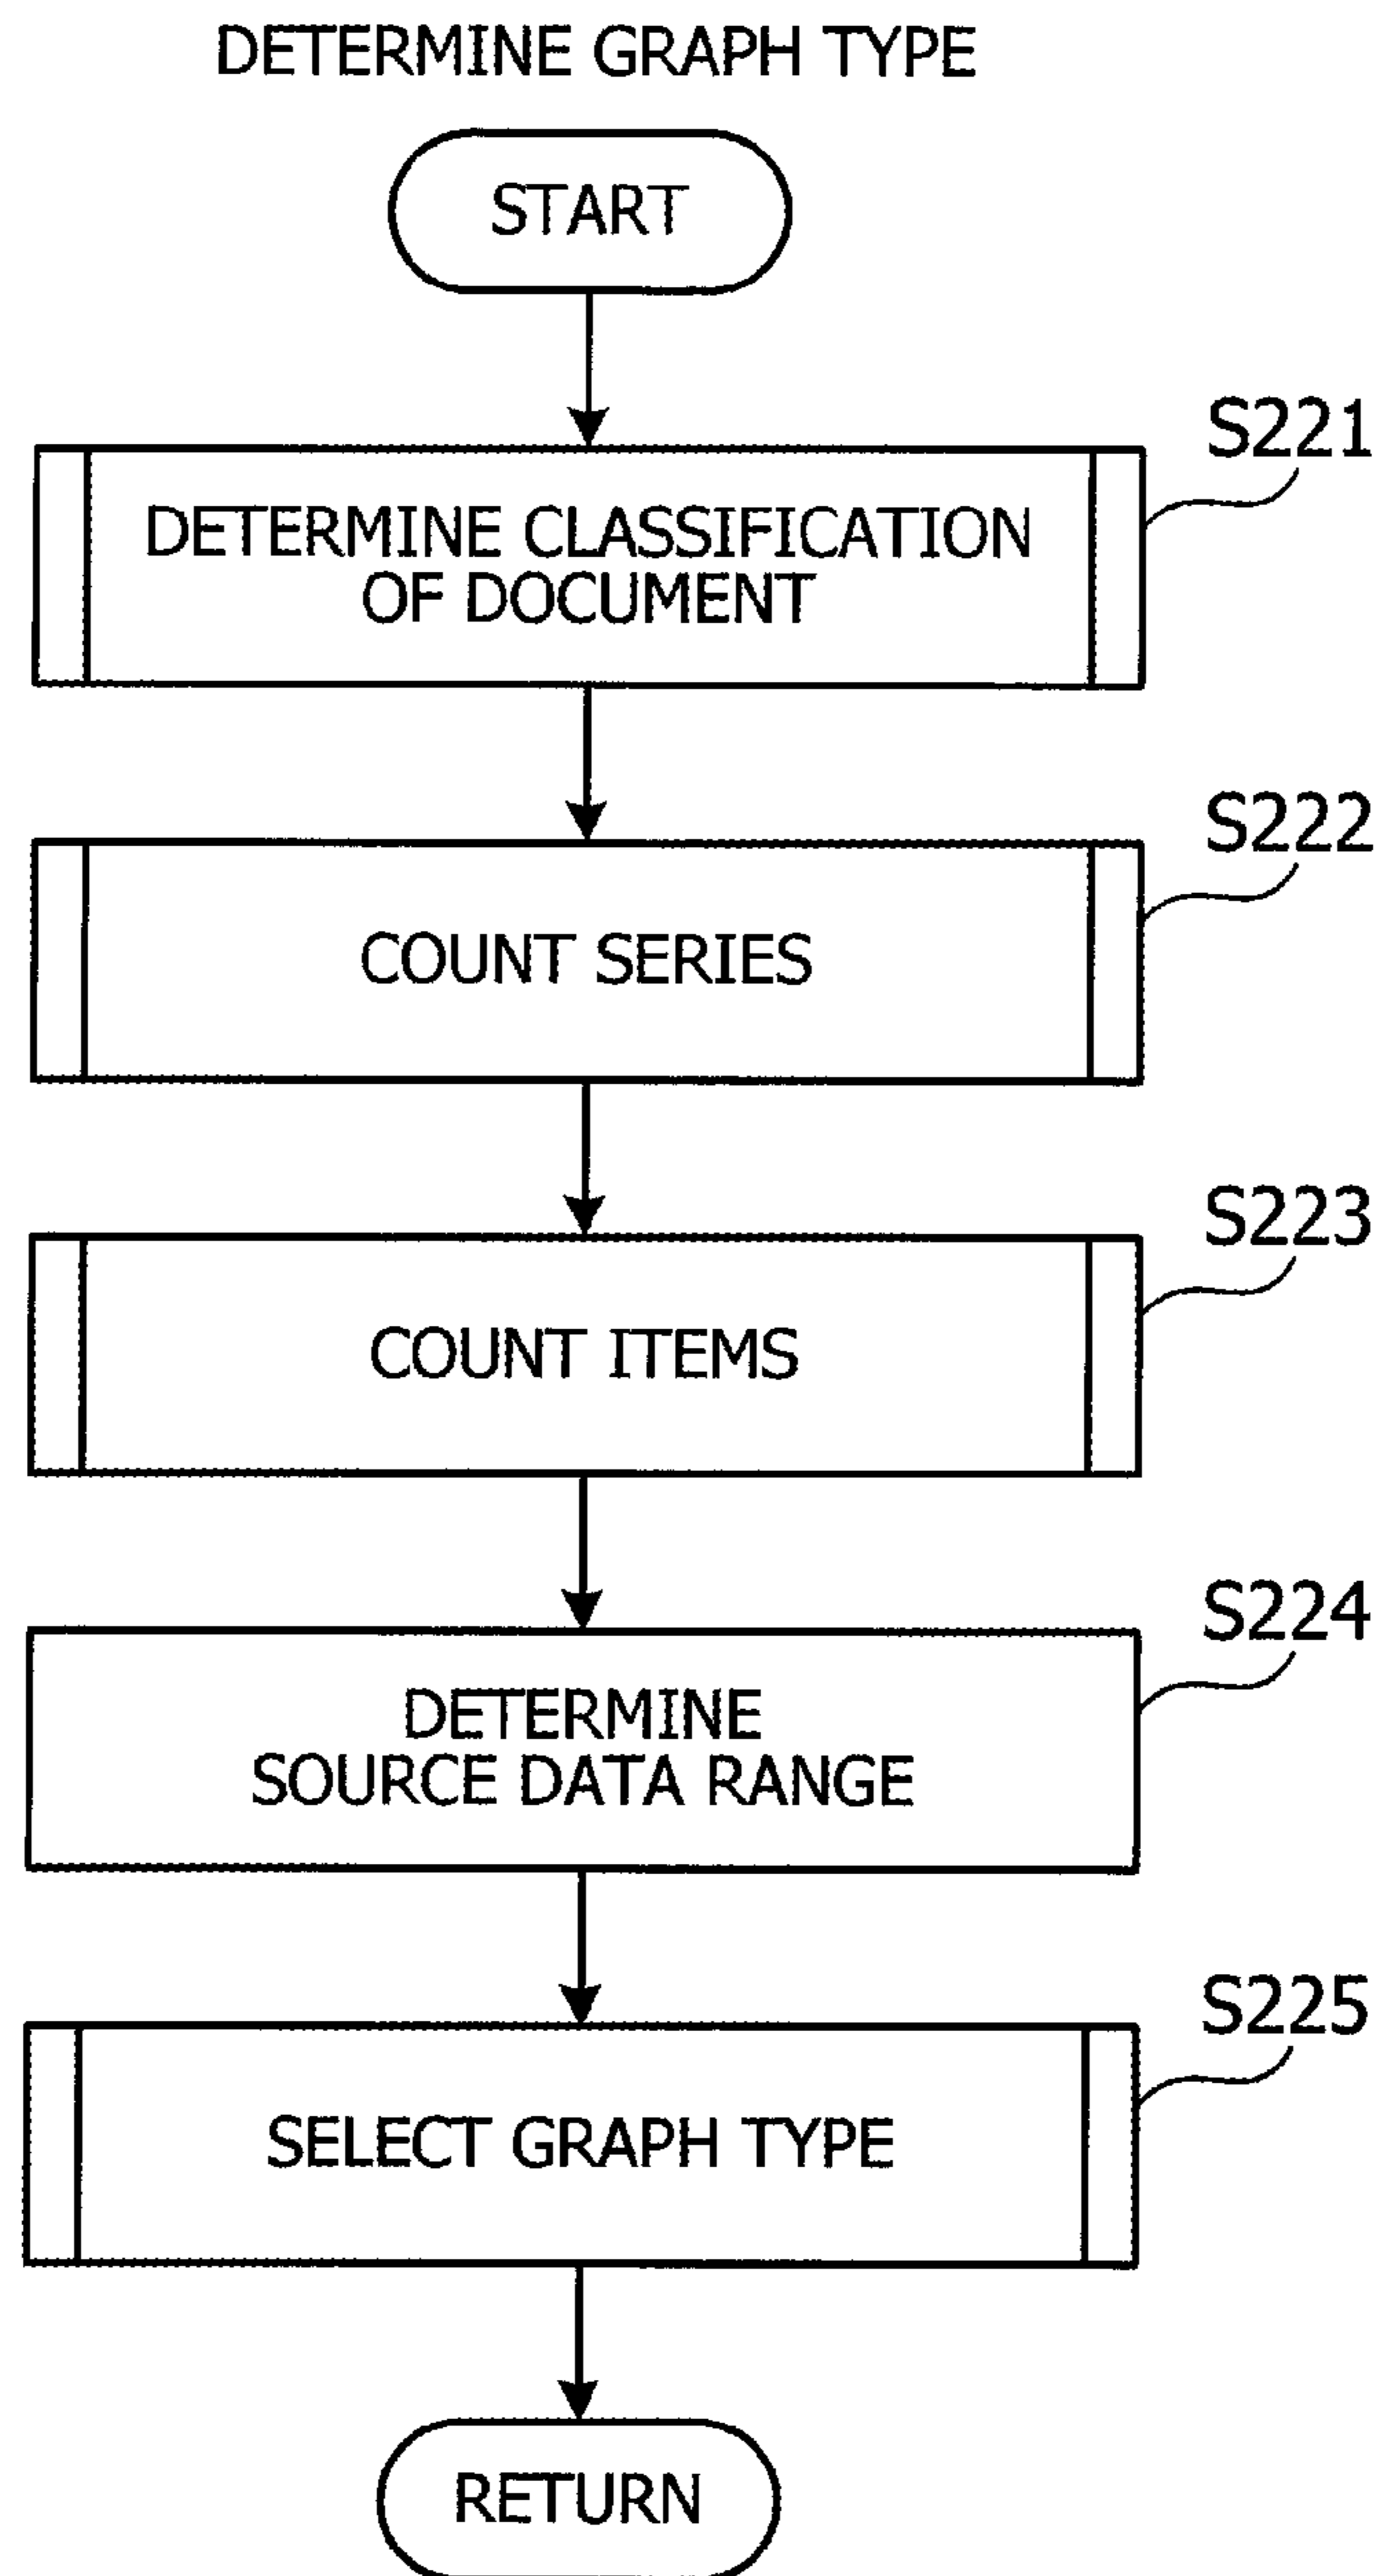 DETERMINE GRAPH TYPE
START
S221
DETERMINE CLASSIFICATION
OF DOCUMENT
S222
COUNT SERIES
S223
COUNT ITEMS
S224
DETERMINE
SOURCE DATA RANGE
S225
SELECT GRAPH TYPE
RETURN